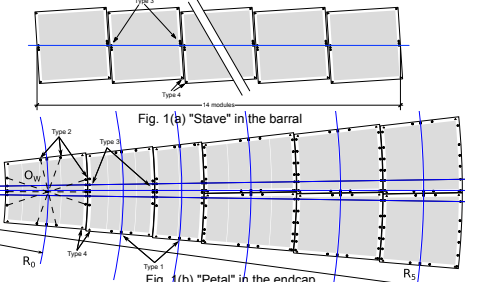 Type 3
Type 4
14 modules
Fig. 1(a) "Stave" in the barral
Type 2
Type 3
O_W
Type 4
Type 1
R_0
R_5
Fig. 1(b) "Petal" in the endcap